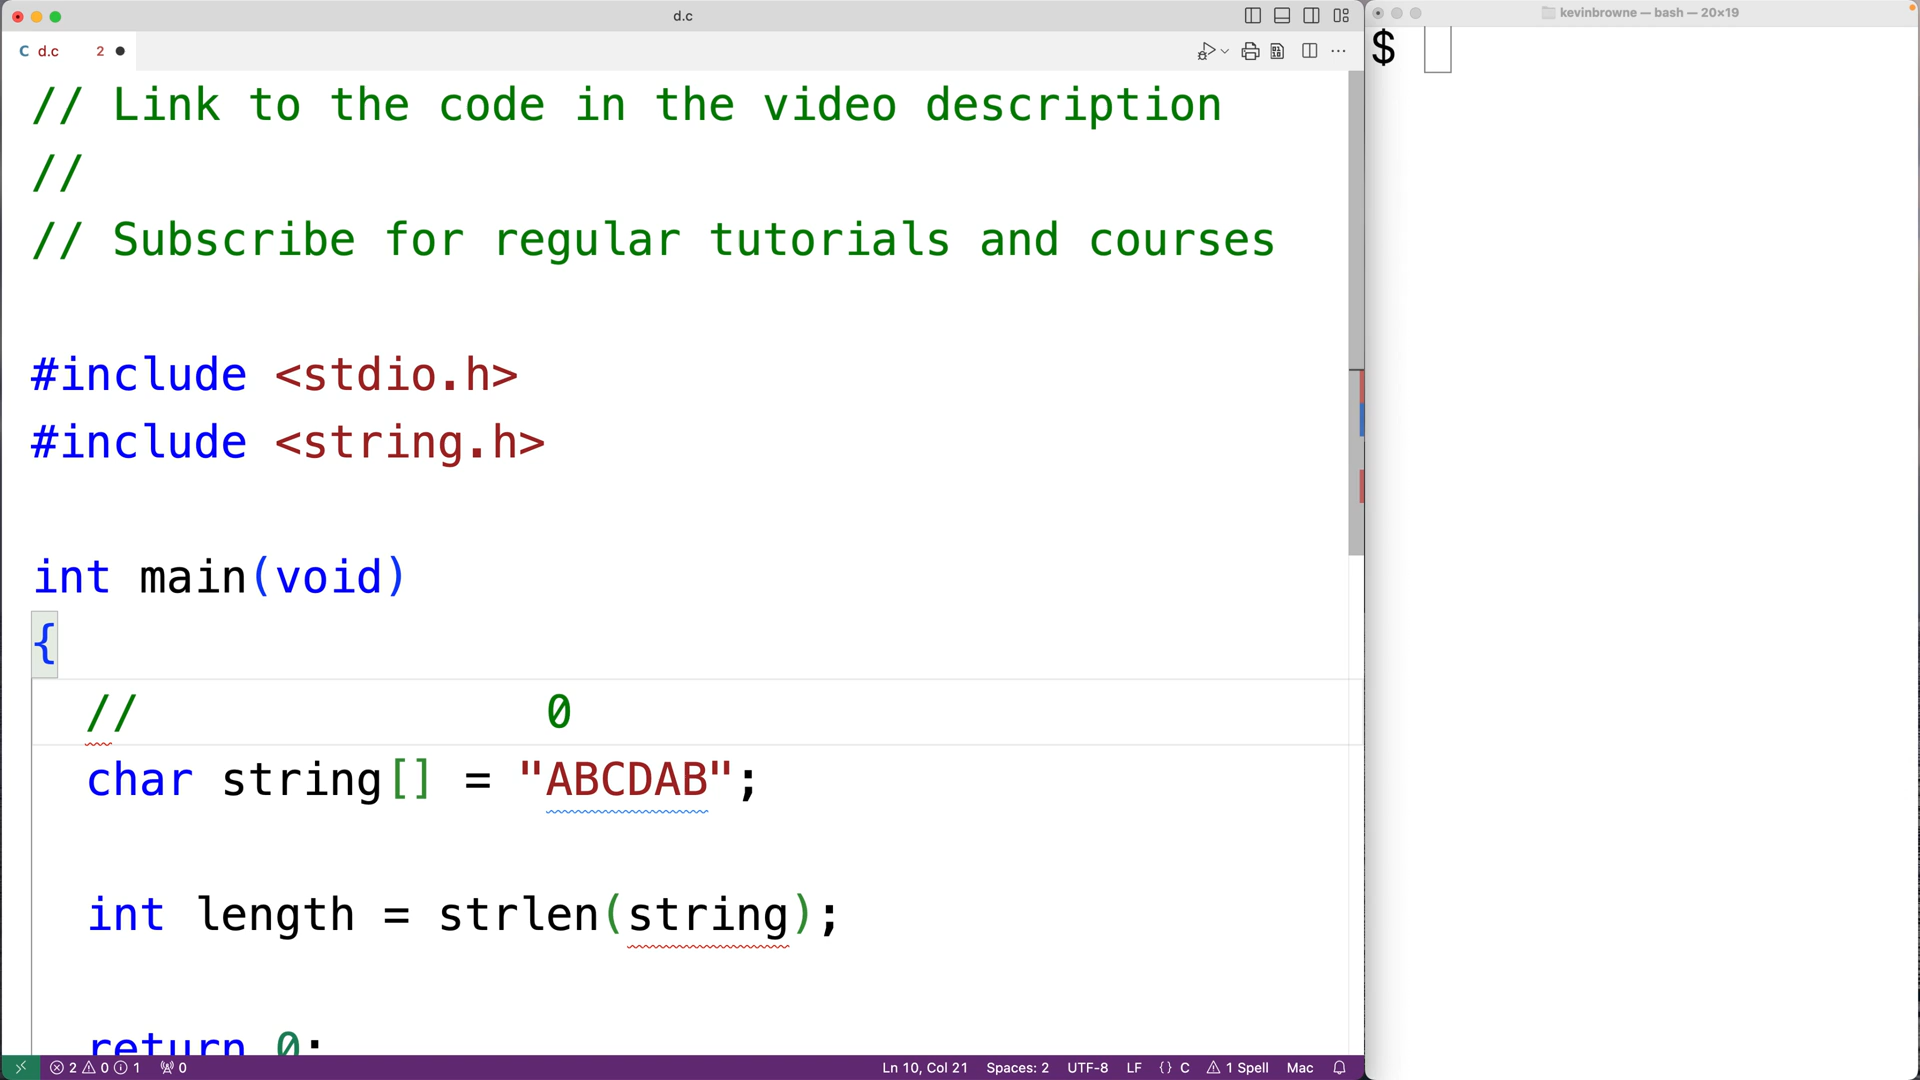 d.c
kevinbrowne — bash — 20×19
C d.c 2
$
// Link to the code in the video description
//
// Subscribe for regular tutorials and courses
#include <stdio.h>
#include <string.h>
int main(void)
{
// 0
char string[] = "ABCDAB";
int length = strlen(string);
return 0;
2 0 1 0 Ln 10, Col 21 Spaces: 2 UTF-8 LF {} C 1 Spell Mac